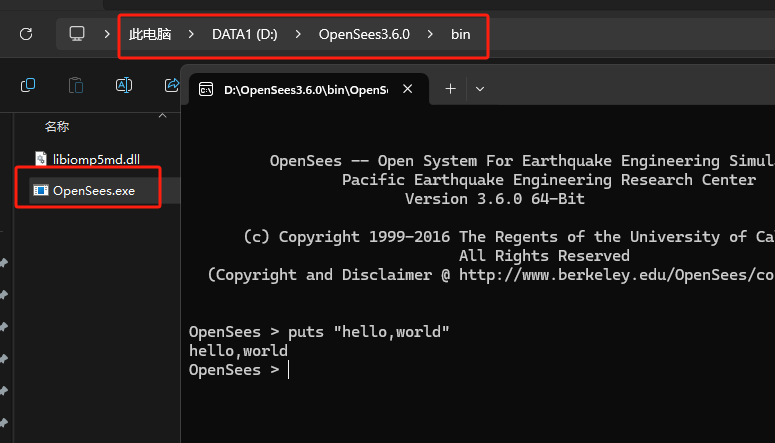 此电脑 > DATA1 (D:) > OpenSees3.6.0 > bin
D:\OpenSees3.6.0\bin\OpenSe
名称
libiomp5md.dll
OpenSees.exe
OpenSees -- Open System For Earthquake Engineering Simul
Pacific Earthquake Engineering Research Center
Version 3.6.0 64-Bit
(c) Copyright 1999-2016 The Regents of the University of Cal
All Rights Reserved
(Copyright and Disclaimer @ http://www.berkeley.edu/OpenSees/co
OpenSees > puts "hello,world"
hello,world
OpenSees >